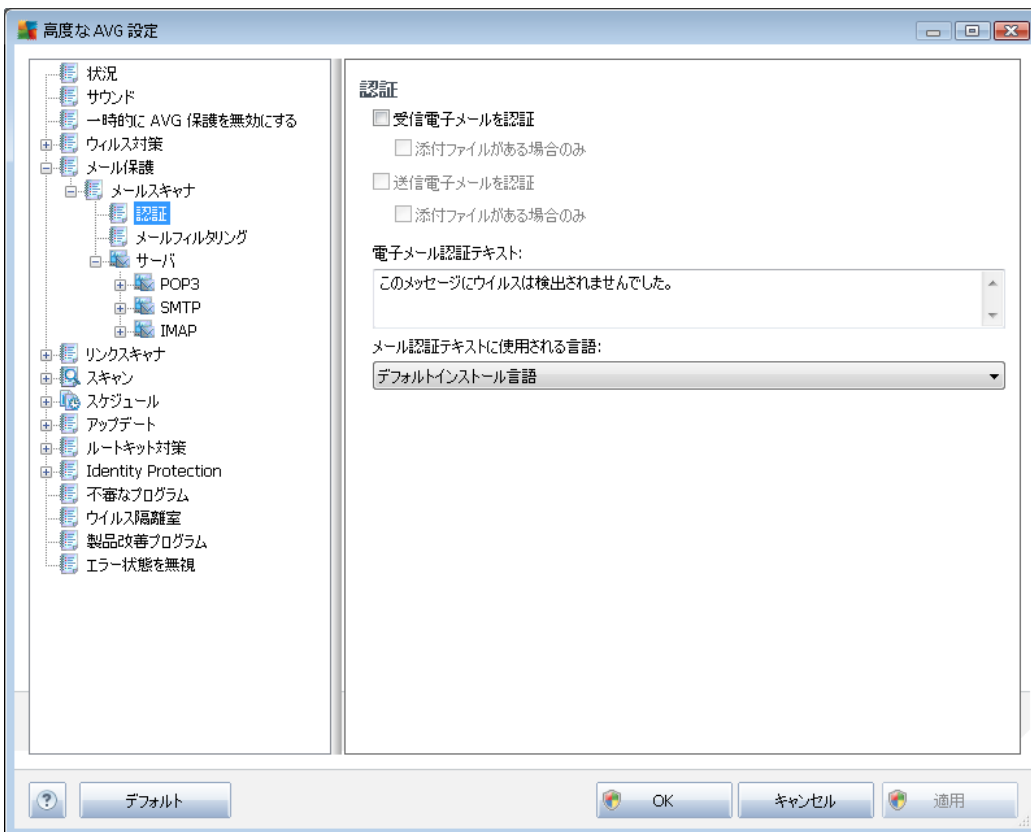 高度な AVG 設定
状況
サウンド
一時的に AVG 保護を無効にする
ウィルス対策
メール保護
メールスキャナ
認証
メールフィルタリング
サーバ
POP3
SMTP
IMAP
リンクスキャナ
スキャン
スケジュール
アップデート
ルートキット対策
Identity Protection
不審なプログラム
ウイルス隔離室
製品改善プログラム
エラー状態を無視
認証
受信電子メールを認証
添付ファイルがある場合のみ
送信電子メールを認証
添付ファイルがある場合のみ
電子メール認証テキスト:
このメッセージにウイルスは検出されませんでした。
メール認証テキストに使用される言語:
デフォルトインストール言語
?
デフォルト
OK
キャンセル
適用